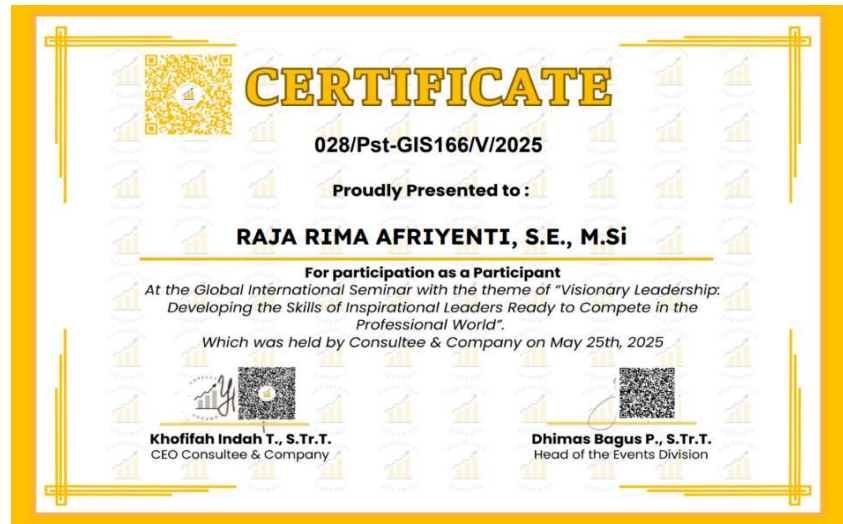 CERTIFICATE
028/Pst-GIS166/V/2025
Proudly Presented to :
RAJA RIMA AFRIYENTI, S.E., M.Si
For participation as a Participant
At the Global International Seminar with the theme of “Visionary Leadership:
Developing the Skills of Inspirational Leaders Ready to Compete in the
Professional World”.
Which was held by Consultee & Company on May 25th, 2025
Khofifah Indah T., S.Tr.T.
CEO Consultee & Company
Dhimas Bagus P., S.Tr.T.
Head of the Events Division